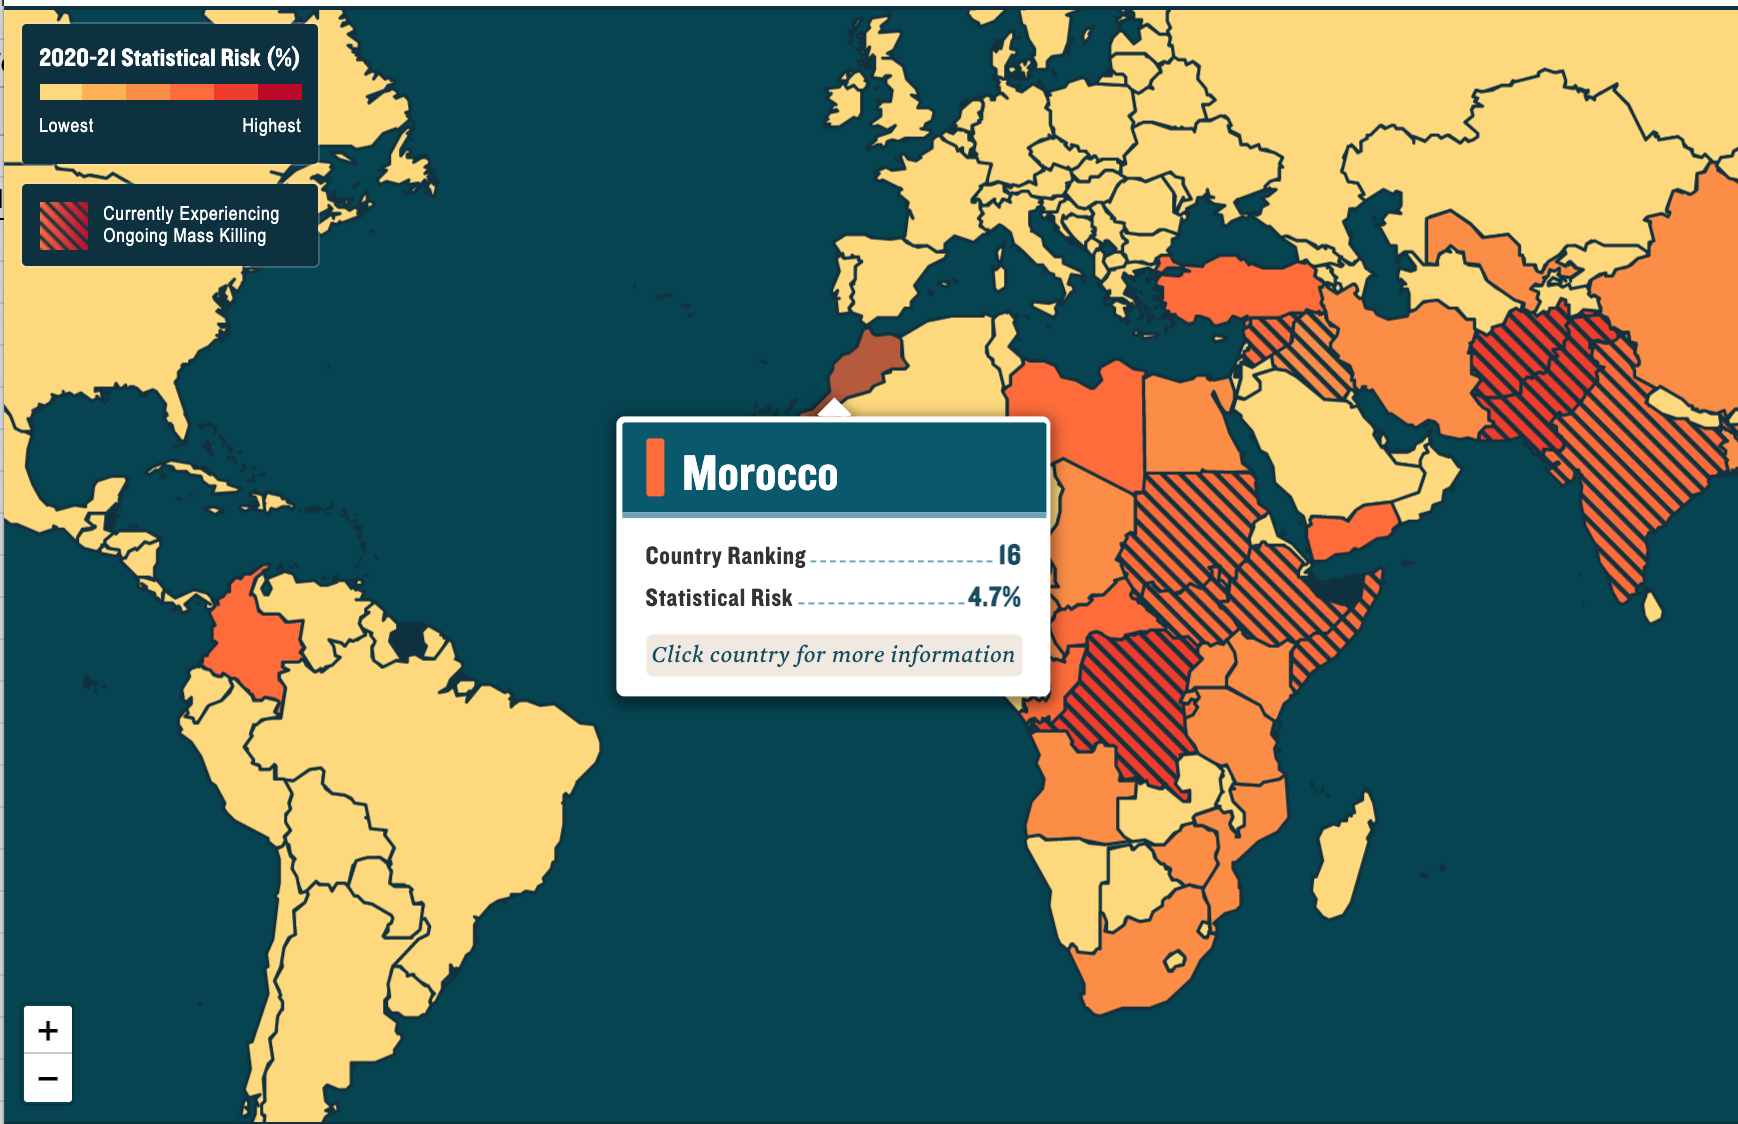 2020-21 Statistical Risk (%)
Lowest Highest
Currently Experiencing
Ongoing Mass Killing
Morocco
Country Ranking 16
Statistical Risk 4.7%
Click country for more information
+
−